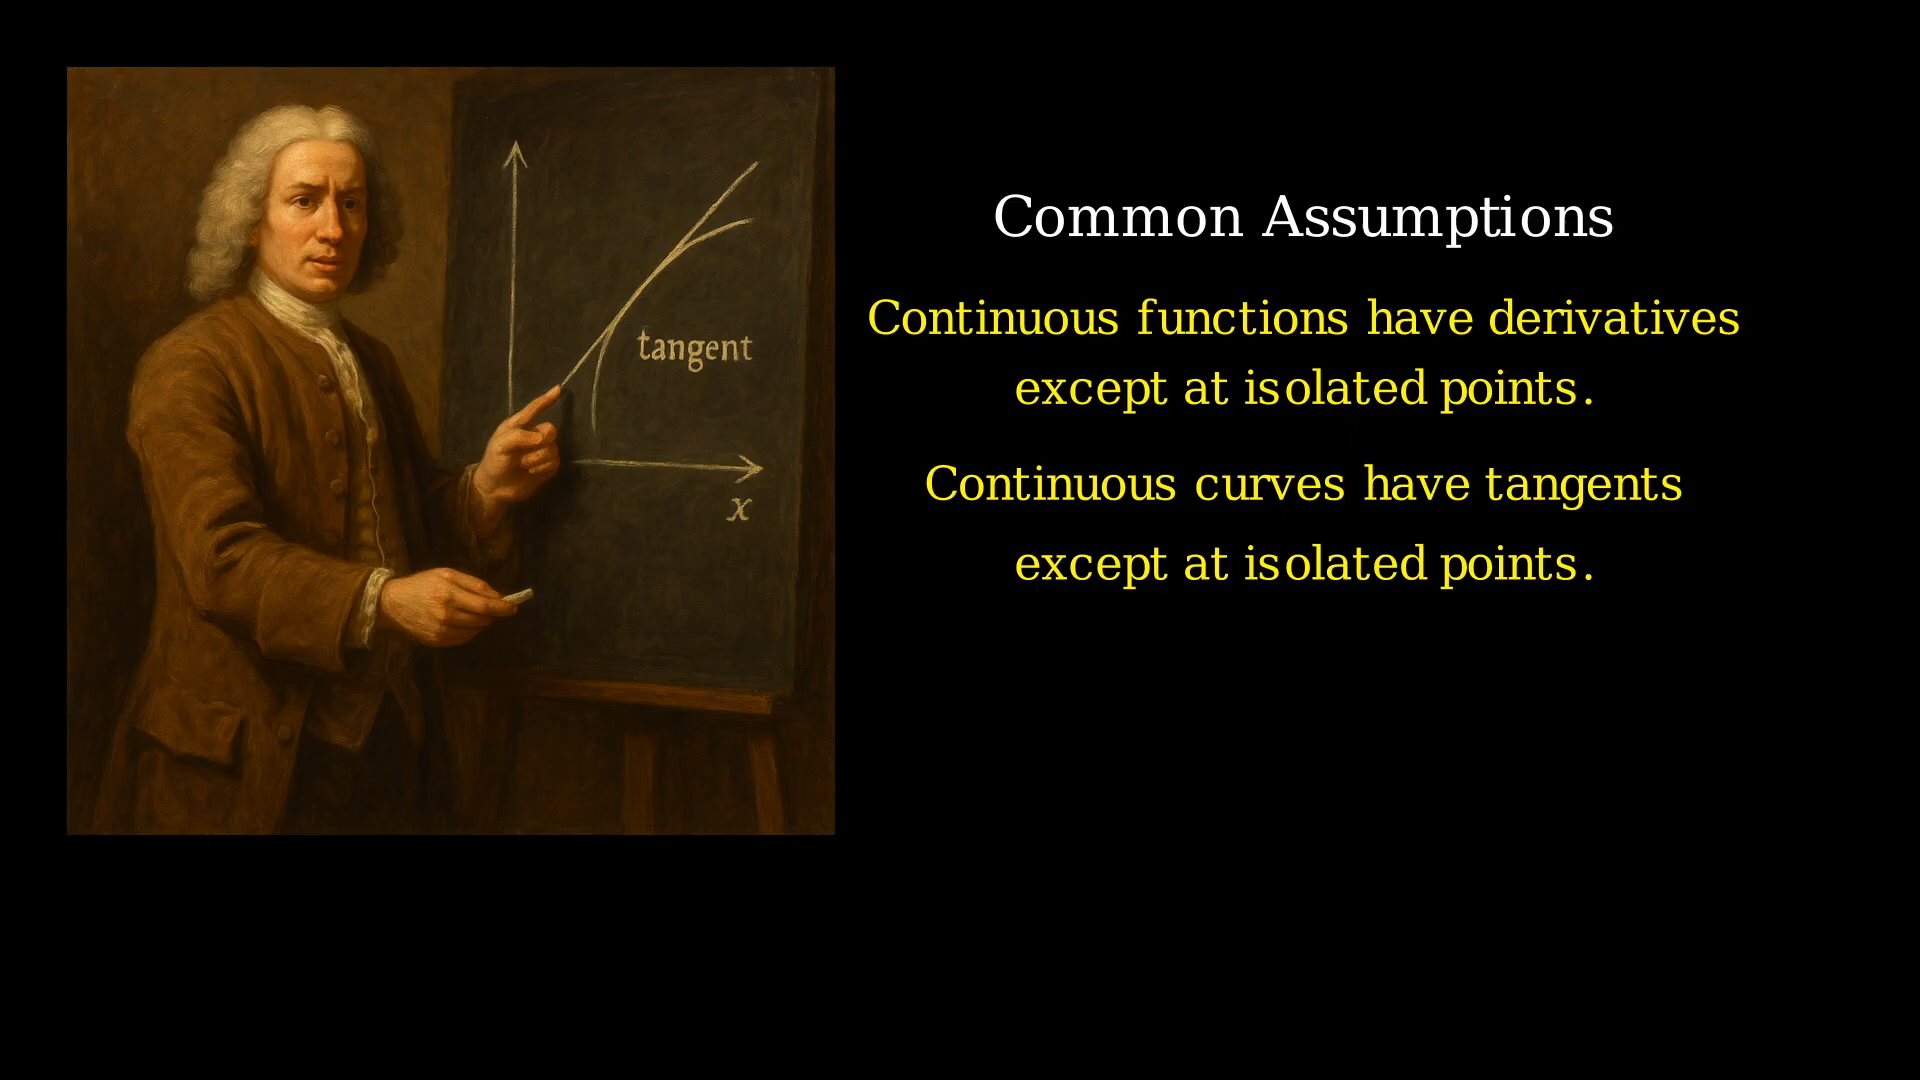 tangent
x
Common Assumptions
Continuous functions have derivatives
except at isolated points.
Continuous curves have tangents
except at isolated points.